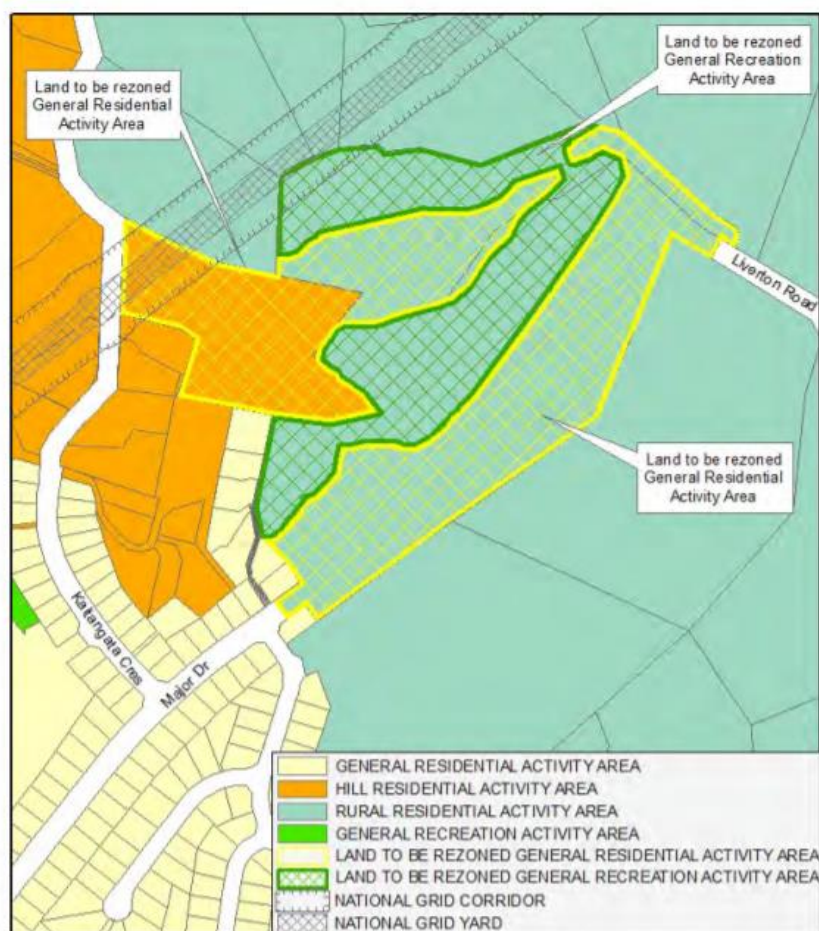 Land to be rezoned
General Recreation
Activity Area
Land to be rezoned
General Residential
Activity Area
Liverton Road
Land to be rezoned
General Residential
Activity Area
Kaitangata Cres
Major Dr
GENERAL RESIDENTIAL ACTIVITY AREA
HILL RESIDENTIAL ACTIVITY AREA
RURAL RESIDENTIAL ACTIVITY AREA
GENERAL RECREATION ACTIVITY AREA
LAND TO BE REZONED GENERAL RESIDENTIAL ACTIVITY AREA
LAND TO BE REZONED GENERAL RECREATION ACTIVITY AREA
NATIONAL GRID CORRIDOR
NATIONAL GRID YARD